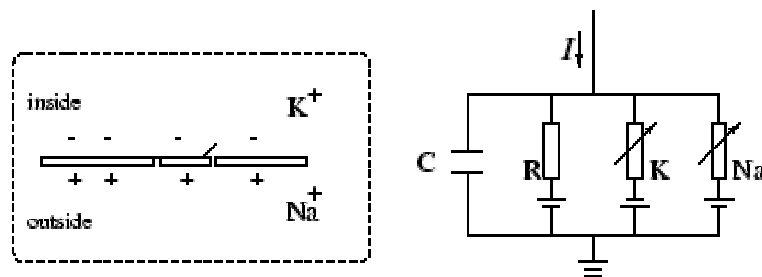 inside
K+
- - - -
+ + + +
Na+
outside
I
C
R
K
Na